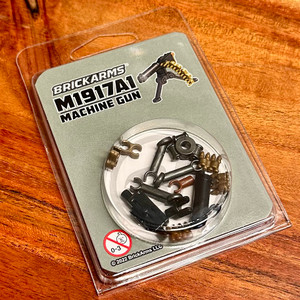 BRICKARMS®
M1917A1
MACHINE GUN
0-3
©2022 BrickArms LLC